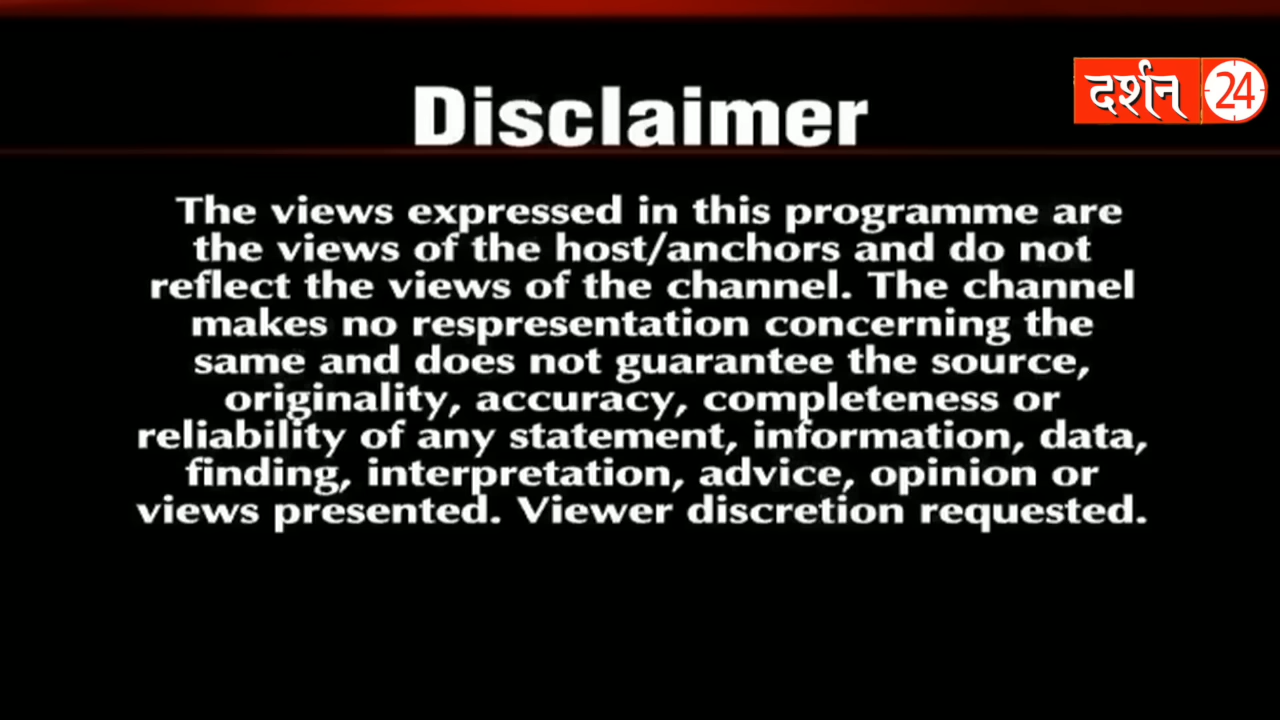 दर्शन 24
Disclaimer
The views expressed in this programme are
the views of the host/anchors and do not
reflect the views of the channel. The channel
makes no respresentation concerning the
same and does not guarantee the source,
originality, accuracy, completeness or
reliability of any statement, information, data,
finding, interpretation, advice, opinion or
views presented. Viewer discretion requested.